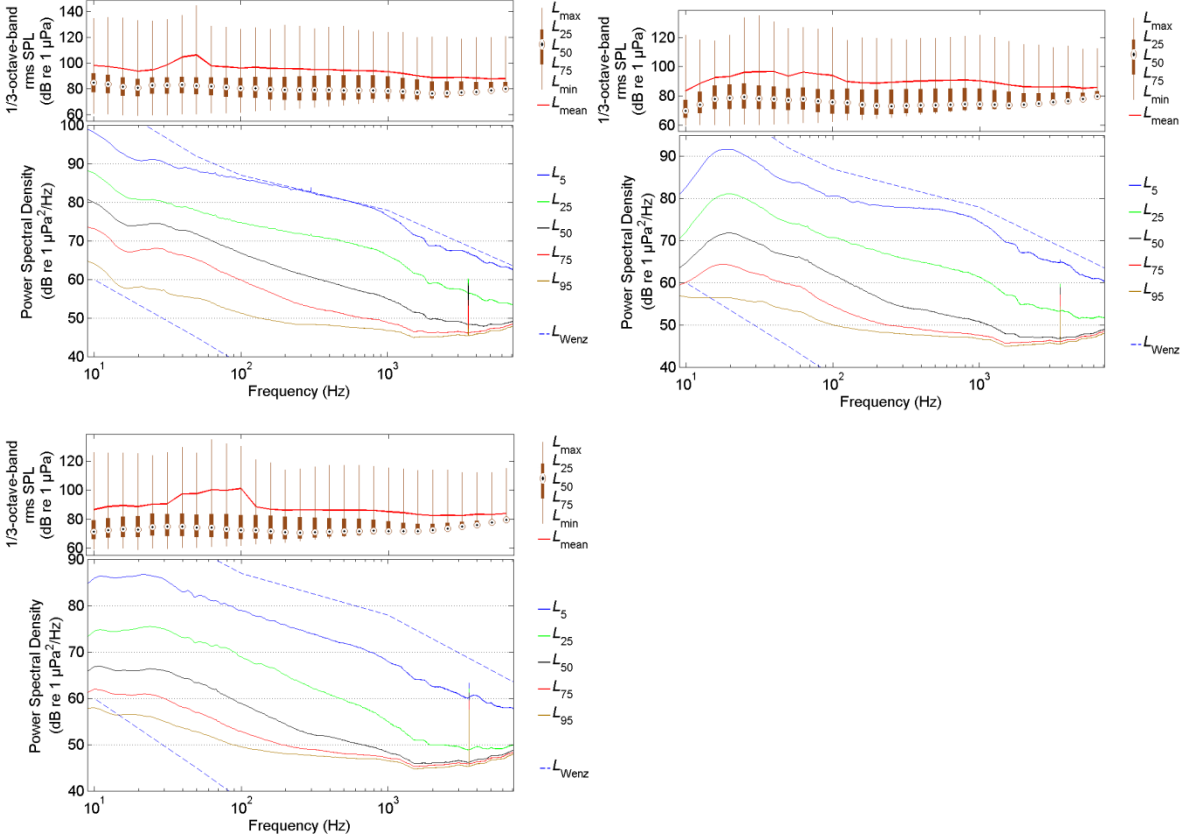 1/3-octave-band
rms SPL
(dB re 1 µPa)
140
120
100
80
60
Lmax
L25
L50
L75
Lmin
Lmean
Power Spectral Density
(dB re 1 µPa²/Hz)
100
90
80
70
60
50
40
10¹
10²
10³
Frequency (Hz)
L5
L25
L50
L75
L95
LWenz
1/3-octave-band
rms SPL
(dB re 1 µPa)
120
100
80
60
Lmax
L25
L50
L75
Lmin
Lmean
Power Spectral Density
(dB re 1 µPa²/Hz)
90
80
70
60
50
40
10¹
10²
10³
Frequency (Hz)
L5
L25
L50
L75
L95
LWenz
1/3-octave-band
rms SPL
(dB re 1 µPa)
120
100
80
60
Lmax
L25
L50
L75
Lmin
Lmean
Power Spectral Density
(dB re 1 µPa²/Hz)
90
80
70
60
50
40
10¹
10²
10³
Frequency (Hz)
L5
L25
L50
L75
L95
LWenz